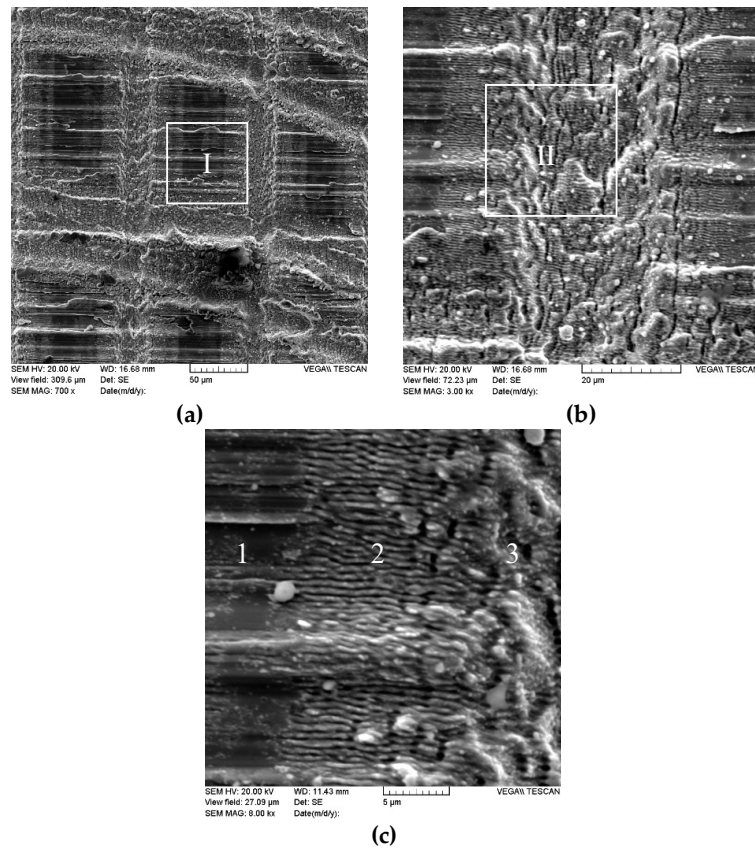 I
SEM HV: 20.00 kV WD: 16.68 mm VEGA\\ TESCAN
View field: 309.6 µm Det: SE 50 µm
SEM MAG: 700 x Date(m/d/y):
(a)
II
SEM HV: 20.00 kV WD: 16.68 mm VEGA\\ TESCAN
View field: 72.23 µm Det: SE 20 µm
SEM MAG: 3.00 kx Date(m/d/y):
(b)
1 2 3
SEM HV: 20.00 kV WD: 11.43 mm VEGA\\ TESCAN
View field: 27.09 µm Det: SE 5 µm
SEM MAG: 8.00 kx Date(m/d/y):
(c)